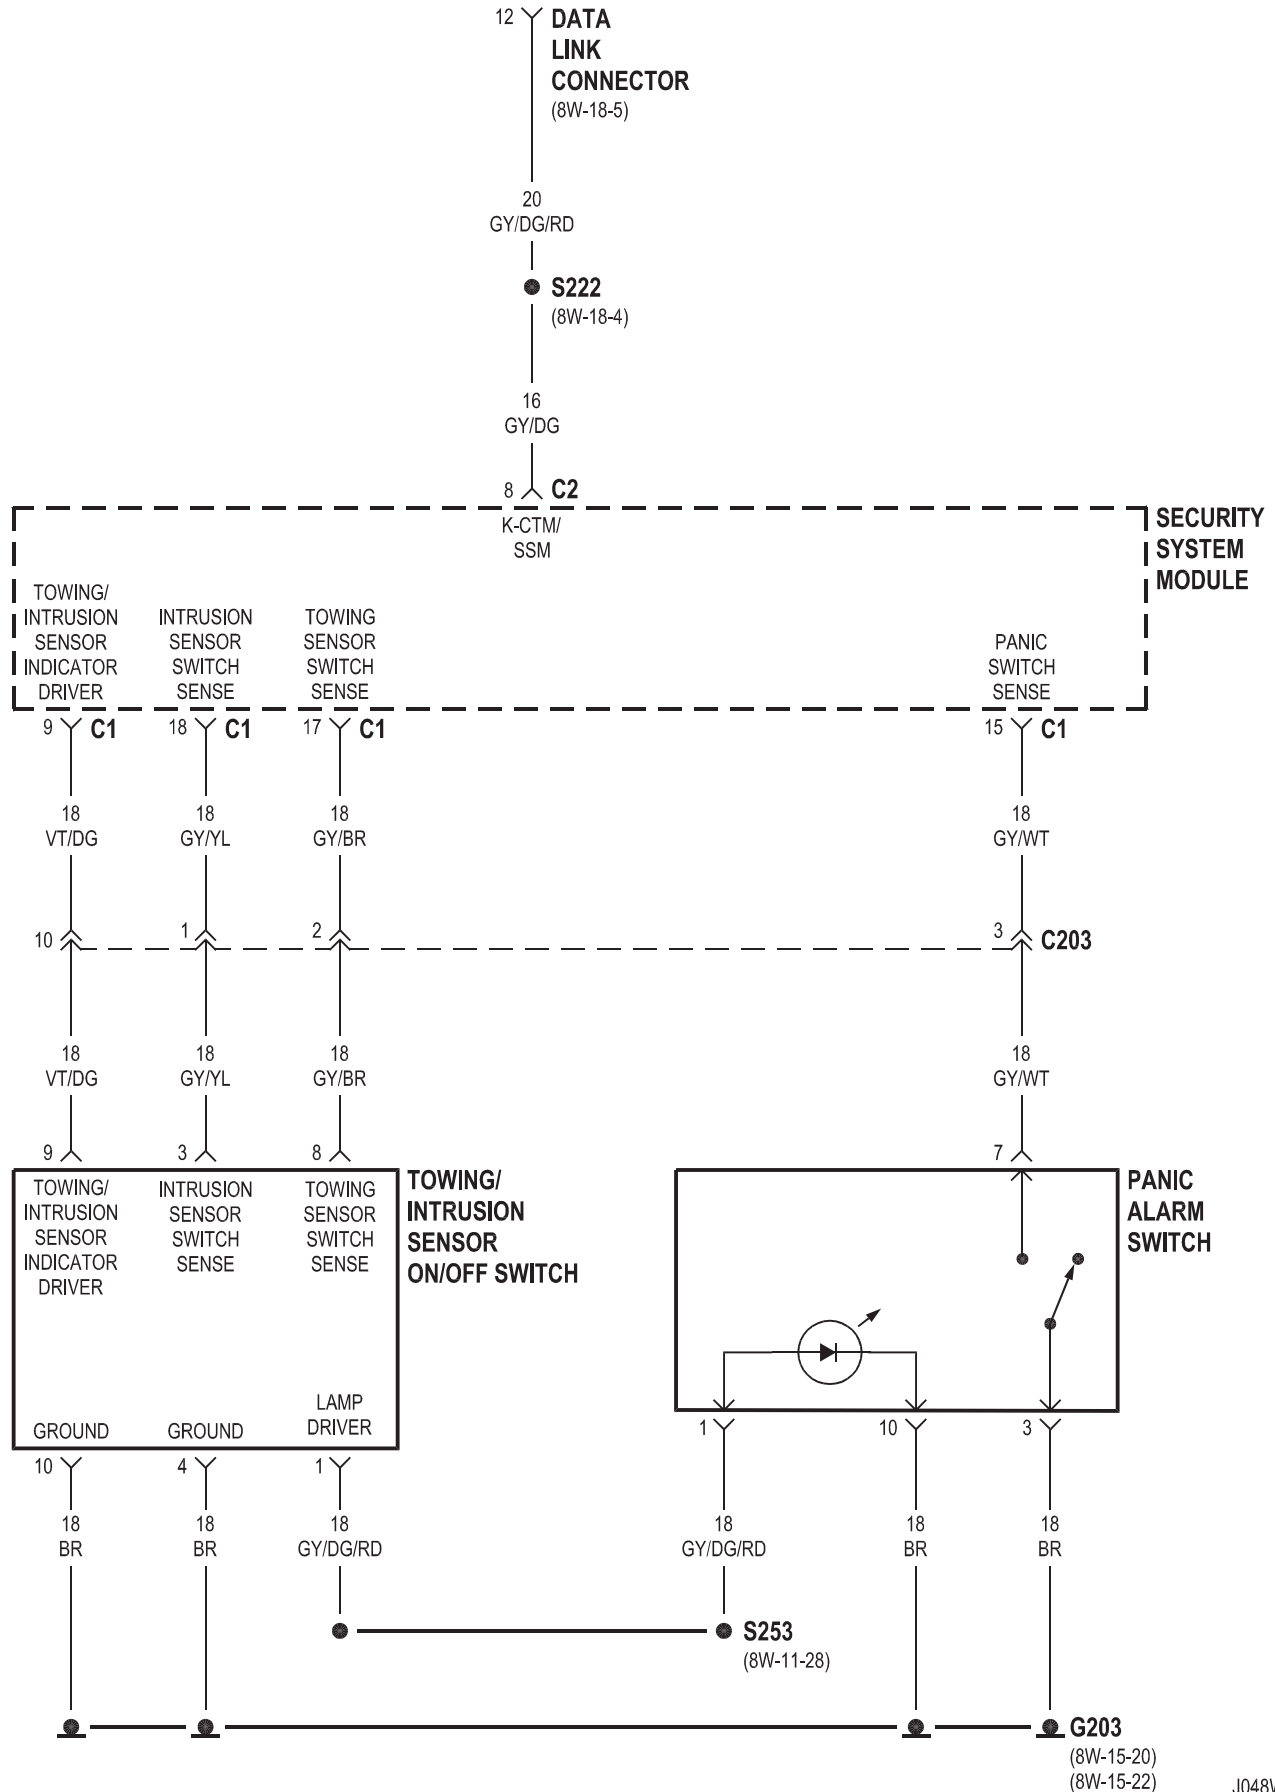 12 DATA
LINK
CONNECTOR
(8W-18-5)
20
GY/DG/RD
S222
(8W-18-4)
16
GY/DG
8 C2
K-CTM/
SSM
SECURITY
SYSTEM
MODULE
TOWING/
INTRUSION
SENSOR
INDICATOR
DRIVER
INTRUSION
SENSOR
SWITCH
SENSE
TOWING
SENSOR
SWITCH
SENSE
PANIC
SWITCH
SENSE
9 C1 18 C1 17 C1 15 C1
18 18 18 18
VT/DG GY/YL GY/BR GY/WT
10 1 2 3 C203
18 18 18 18
VT/DG GY/YL GY/BR GY/WT
9 3 8 7
TOWING/
INTRUSION
SENSOR
INDICATOR
DRIVER
INTRUSION
SENSOR
SWITCH
SENSE
TOWING
SENSOR
SWITCH
SENSE
TOWING/
INTRUSION
SENSOR
ON/OFF SWITCH
PANIC
ALARM
SWITCH
GROUND GROUND
LAMP
DRIVER
10 4 1 1 10 3
18 18 18 18 18 18
BR BR GY/DG/RD GY/DG/RD BR BR
S253
(8W-11-28)
G203
(8W-15-20)
(8W-15-22)
J048W